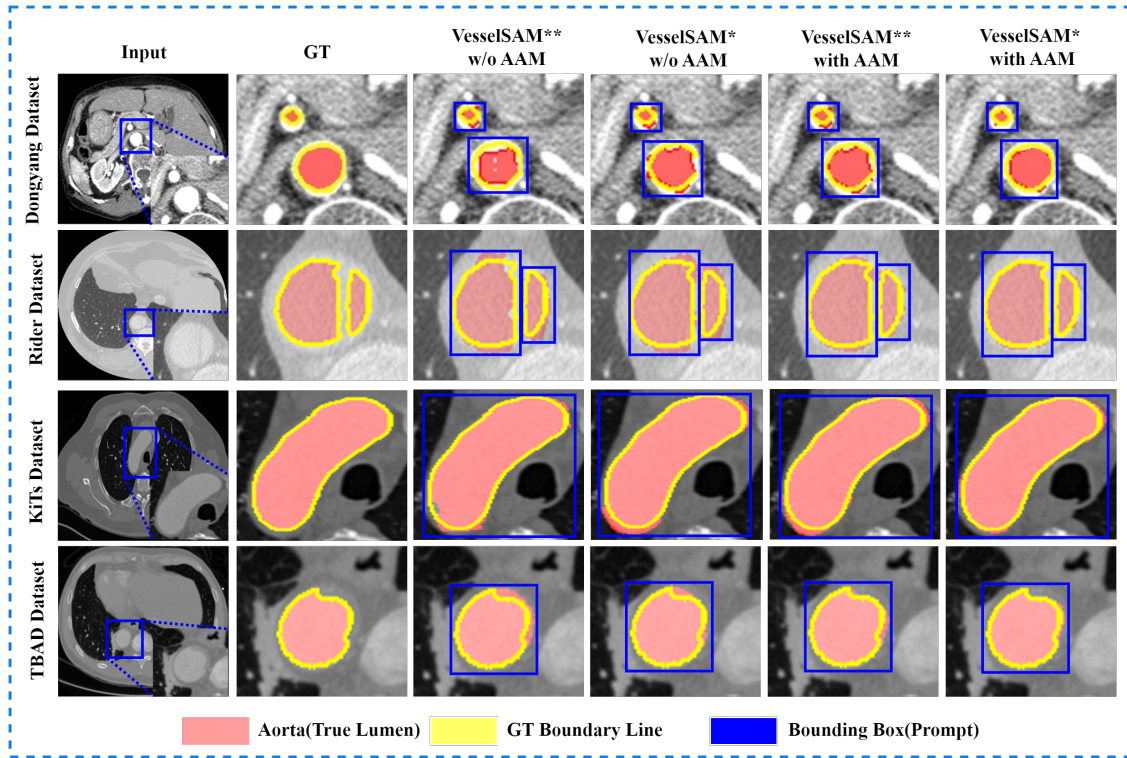 Input
GT
VesselSAM**
w/o AAM
VesselSAM*
w/o AAM
VesselSAM**
with AAM
VesselSAM*
with AAM
Dongyang Dataset
Rider Dataset
KiTs Dataset
TBAD Dataset
Aorta(True Lumen)
GT Boundary Line
Bounding Box(Prompt)